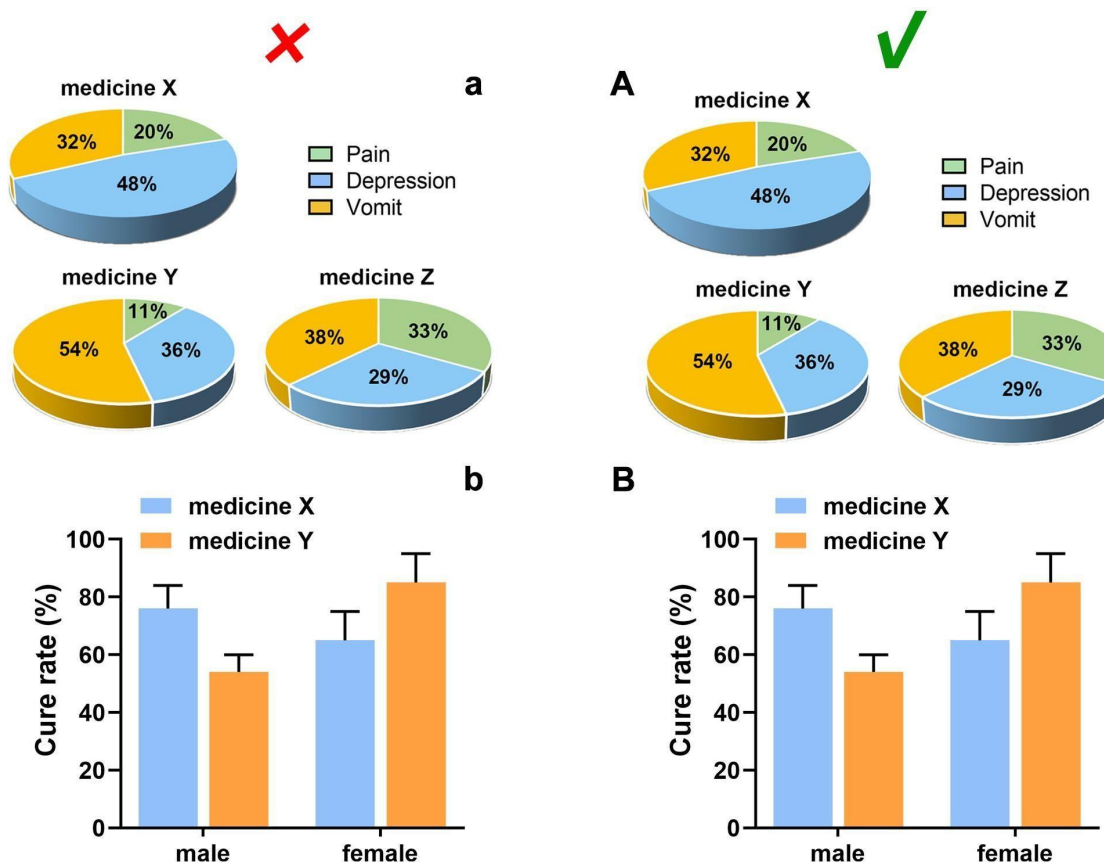 a
medicine X
32%
20%
48%
Pain
Depression
Vomit
medicine Y
11%
54%
36%
medicine Z
38%
33%
29%
b
medicine X
medicine Y
Cure rate (%)
100
80
60
40
20
0
male
female
A
medicine X
32%
20%
48%
Pain
Depression
Vomit
medicine Y
11%
54%
36%
medicine Z
38%
33%
29%
B
medicine X
medicine Y
Cure rate (%)
100
80
60
40
20
0
male
female